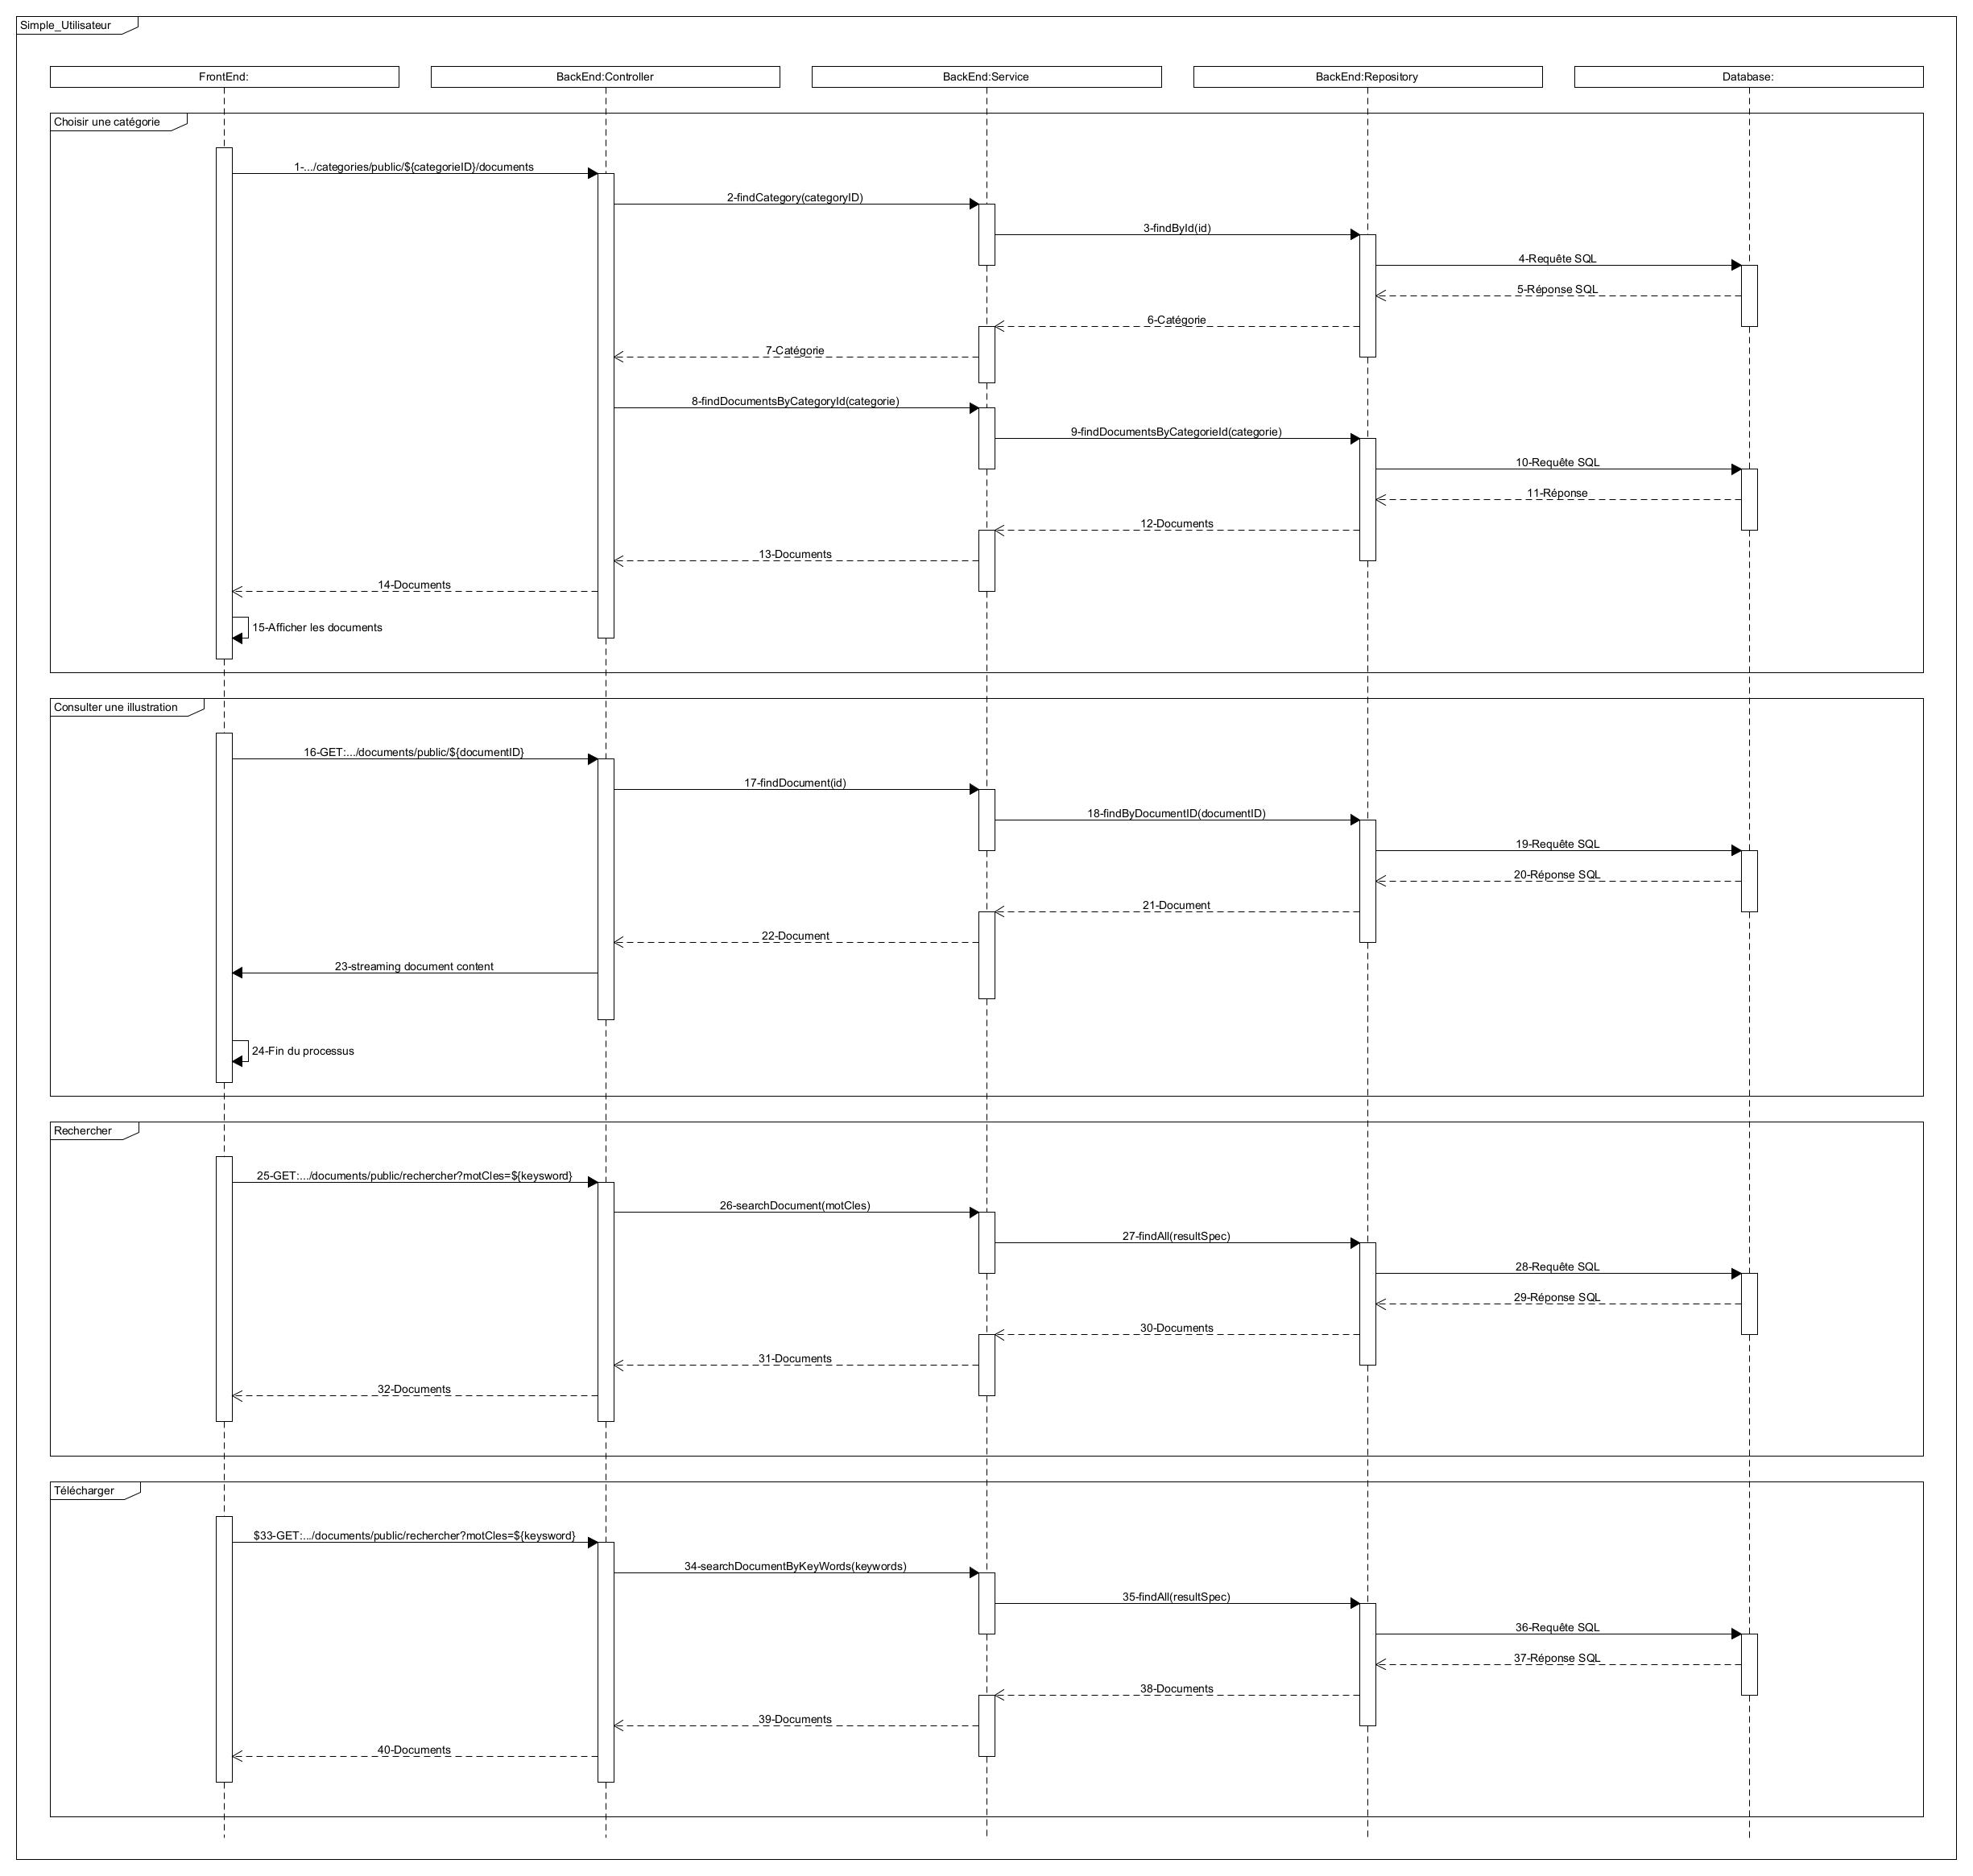 Simple_Utilisateur
FrontEnd:
BackEnd:Controller
BackEnd:Service
BackEnd:Repository
Database:
Choisir une catégorie
1-.../categories/public/${categorieID}/documents
2-findCategory(categoryID)
3-findById(id)
4-Requête SQL
5-Réponse SQL
6-Catégorie
7-Catégorie
8-findDocumentsByCategoryId(categorie)
9-findDocumentsByCategorieId(categorie)
10-Requête SQL
11-Réponse
12-Documents
13-Documents
14-Documents
15-Afficher les documents
Consulter une illustration
16-GET:.../documents/public/${documentID}
17-findDocument(id)
18-findByDocumentID(documentID)
19-Requête SQL
20-Réponse SQL
21-Document
22-Document
23-streaming document content
24-Fin du processus
Rechercher
25-GET:.../documents/public/rechercher?motCles=${keysword}
26-searchDocument(motCles)
27-findAll(resultSpec)
28-Requête SQL
29-Réponse SQL
30-Documents
31-Documents
32-Documents
Télécharger
$33-GET:.../documents/public/rechercher?motCles=${keysword}
34-searchDocumentByKeyWords(keywords)
35-findAll(resultSpec)
36-Requête SQL
37-Réponse SQL
38-Documents
39-Documents
40-Documents